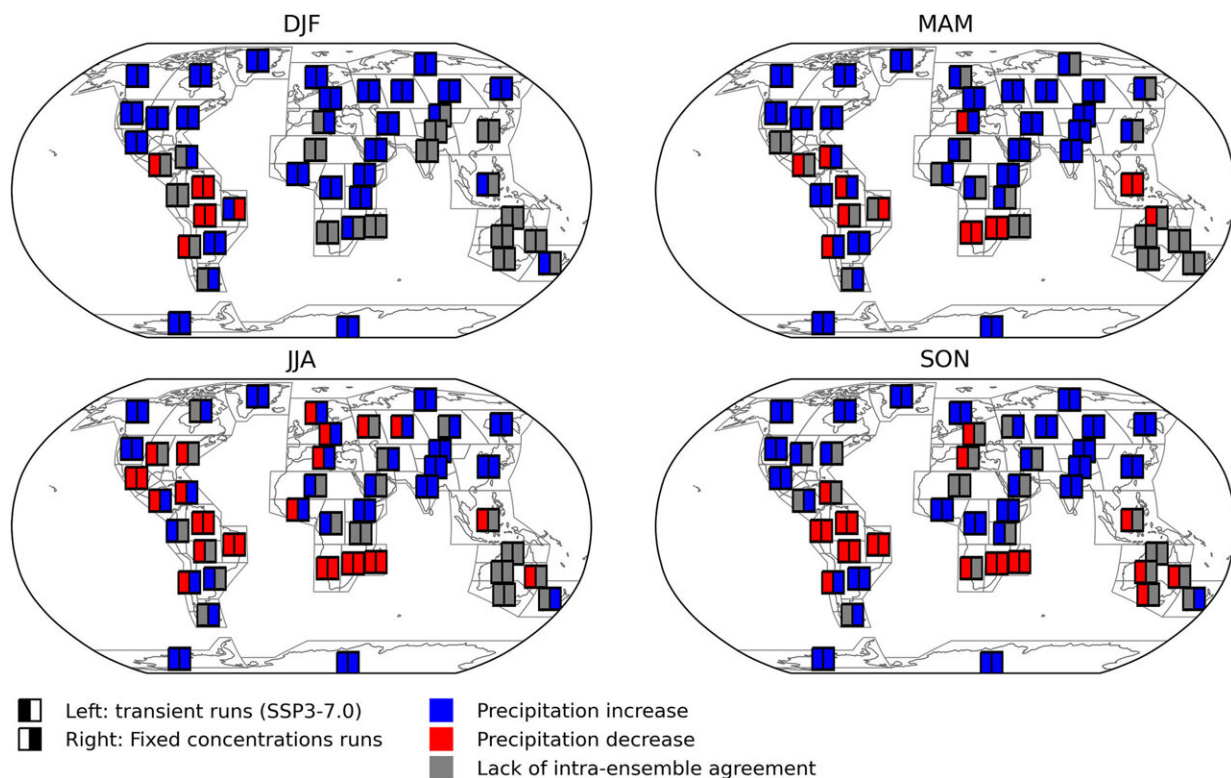 DJF
MAM
JJA
SON
Left: transient runs (SSP3-7.0)
Right: Fixed concentrations runs
Precipitation increase
Precipitation decrease
Lack of intra-ensemble agreement